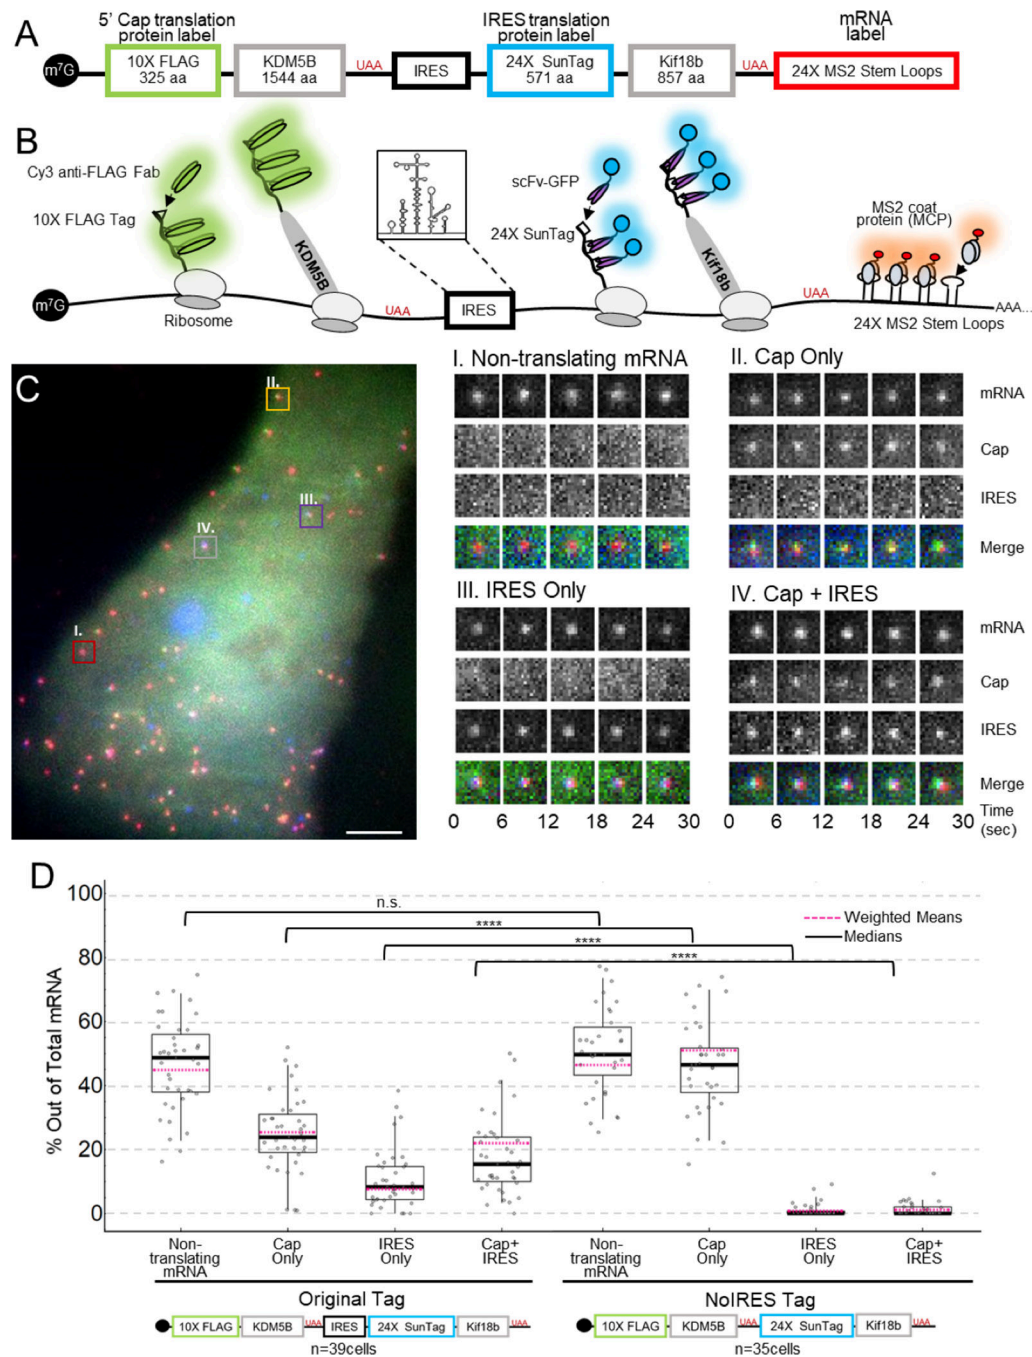 A
5' Cap translation
protein label
IRES translation
protein label
mRNA
label
m⁷G
10X FLAG
325 aa
KDM5B
1544 aa
UAA
IRES
24X SunTag
571 aa
Kif18b
857 aa
UAA
24X MS2 Stem Loops
B
Cy3 anti-FLAG Fab
10X FLAG Tag
KDM5B
scFv-GFP
24X SunTag
Kif18b
MS2 coat
protein (MCP)
m⁷G
Ribosome
UAA
IRES
UAA
AAA...
24X MS2 Stem Loops
C
II.
III.
IV.
I.
I. Non-translating mRNA
II. Cap Only
mRNA
Cap
IRES
Merge
III. IRES Only
IV. Cap + IRES
mRNA
Cap
IRES
Merge
0 6 12 18 24 30
0 6 12 18 24 30
Time
(sec)
D
% Out of Total mRNA
100
80
60
40
20
0
n.s.
****
****
****
Weighted Means
Medians
Non-
translating
mRNA
Cap
Only
IRES
Only
Cap+
IRES
Non-
translating
mRNA
Cap
Only
IRES
Only
Cap+
IRES
Original Tag
NoIRES Tag
10X FLAG KDM5B UAA IRES 24X SunTag Kif18b UAA
10X FLAG KDM5B UAA 24X SunTag Kif18b UAA
n=39cells
n=35cells